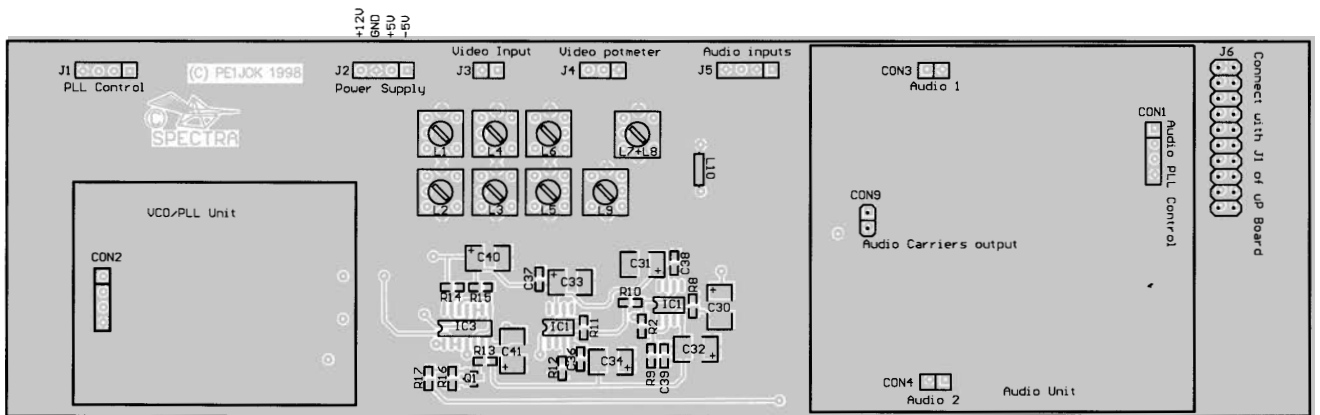 +12V
GND
+5V
-5V
J1
PLL Control
(C) PE1JOK 1998
©
SPECTRA
J2
Power Supply
Video Input
J3
Video potmeter
J4
Audio inputs
J5
CON3
Audio 1
J6
Connect with J1 of uP Board
CON1
Audio PLL Control
L1
L4
L6
L7+L8
L10
L2
L3
L5
L9
VCO/PLL Unit
CON2
CON9
Audio Carriers output
C40
C37
C33
C31
C38
R14
R15
R10
R8
C30
IC1
IC3
IC1
R11
R2
R13
C41
R12
C36
C34
R9
C39
C32
R17
R16
Q1
CON4
Audio 2
Audio Unit